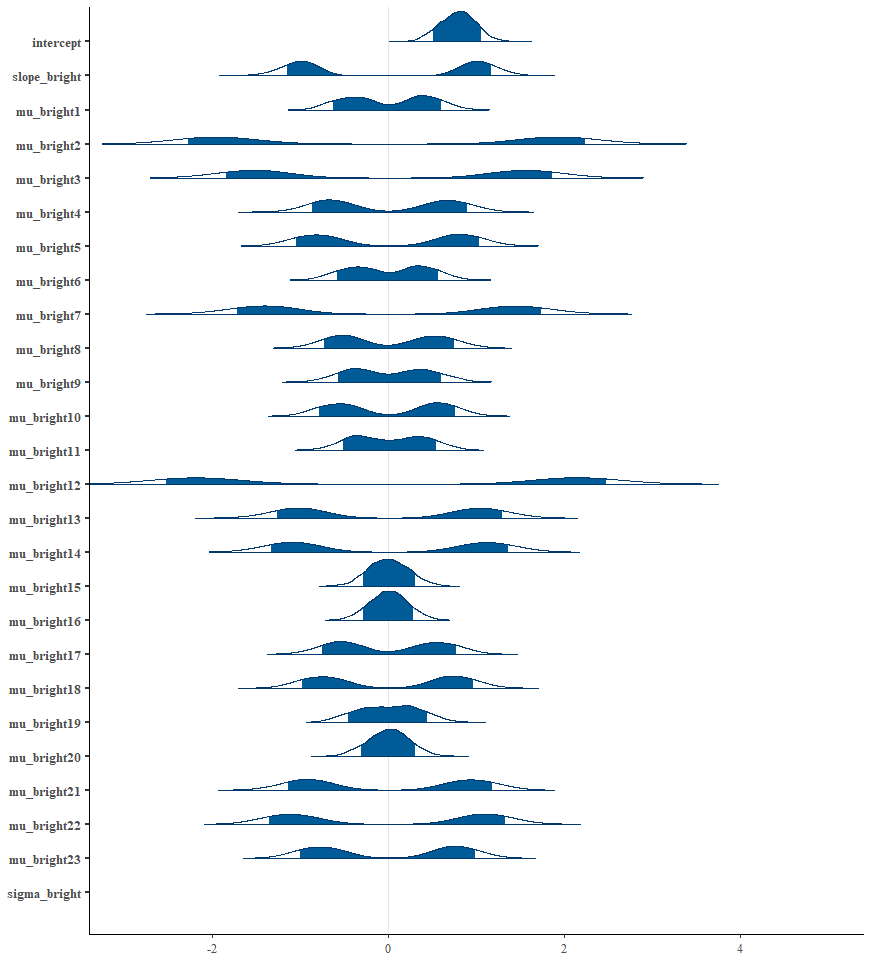 intercept
slope_bright
mu_bright1
mu_bright2
mu_bright3
mu_bright4
mu_bright5
mu_bright6
mu_bright7
mu_bright8
mu_bright9
mu_bright10
mu_bright11
mu_bright12
mu_bright13
mu_bright14
mu_bright15
mu_bright16
mu_bright17
mu_bright18
mu_bright19
mu_bright20
mu_bright21
mu_bright22
mu_bright23
sigma_bright
-2 0 2 4